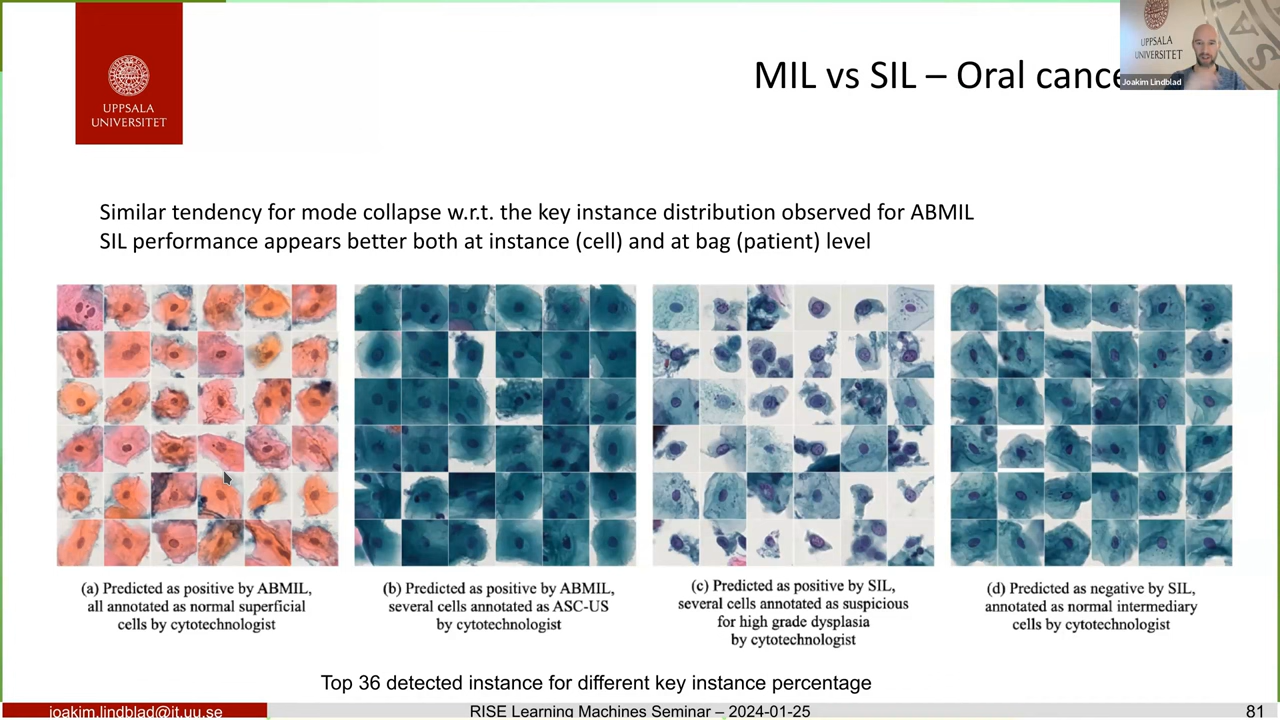 UPPSALA
UNIVERSITET
MIL vs SIL – Oral cance
UPPSALA
UNIVERSITET
Joakim Lindblad
Similar tendency for mode collapse w.r.t. the key instance distribution observed for ABMIL
SIL performance appears better both at instance (cell) and at bag (patient) level
(a) Predicted as positive by ABMIL,
all annotated as normal superficial
cells by cytotechnologist
(b) Predicted as positive by ABMIL,
several cells annotated as ASC-US
by cytotechnologist
(c) Predicted as positive by SIL,
several cells annotated as suspicious
for high grade dysplasia
by cytotechnologist
(d) Predicted as negative by SIL,
annotated as normal intermediary
cells by cytotechnologist
Top 36 detected instance for different key instance percentage
joakim.lindblad@it.uu.se
RISE Learning Machines Seminar – 2024-01-25
81